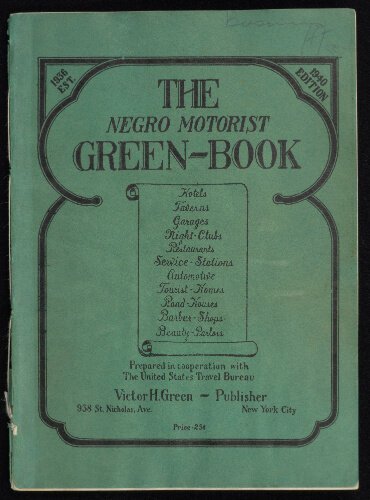 1936
EST.
1940
EDITION
THE
NEGRO MOTORIST
GREEN-BOOK
Hotels
Taverns
Garages
Night-Clubs
Restaurants
Service-Stations
Automotive
Tourist-Homes
Road-Houses
Barber-Shops
Beauty-Parlors
Prepared in cooperation with
The United States Travel Bureau
Victor H. Green — Publisher
938 St. Nicholas, Ave. New York City
Price-25¢